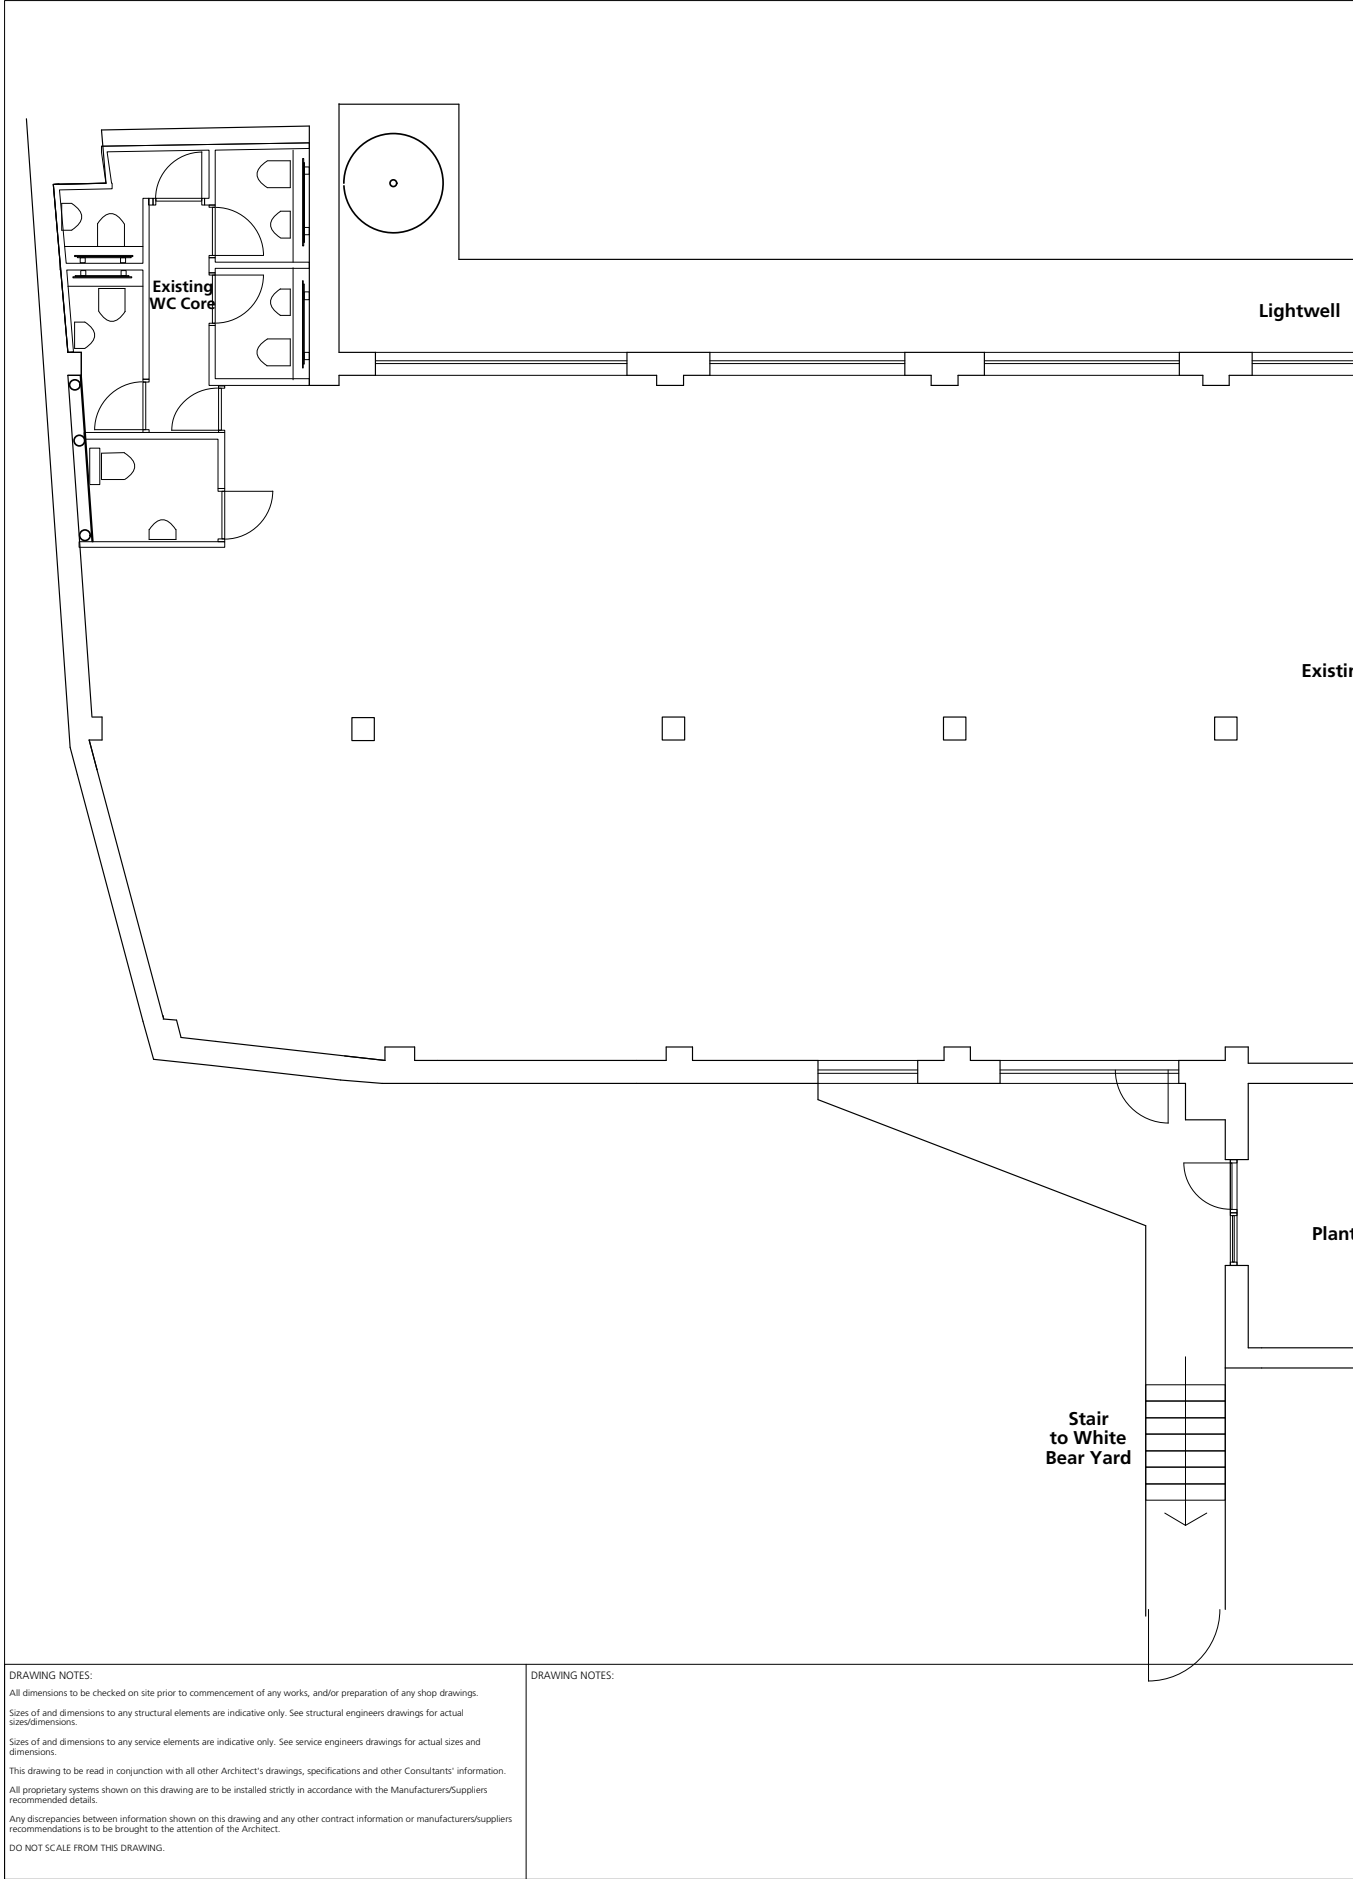 Existing
WC Core
Lightwell
Existin
Plant
Stair
to White
Bear Yard
DRAWING NOTES:
All dimensions to be checked on site prior to commencement of any works, and/or preparation of any shop drawings.
Sizes of and dimensions to any structural elements are indicative only. See structural engineers drawings for actual
sizes/dimensions.
Sizes of and dimensions to any service elements are indicative only. See service engineers drawings for actual sizes and
dimensions.
This drawing to be read in conjunction with all other Architect's drawings, specifications and other Consultants' information.
All proprietary systems shown on this drawing are to be installed strictly in accordance with the Manufacturers/Suppliers
recommended details.
Any discrepancies between information shown on this drawing and any other contract information or manufacturers/suppliers
recommendations is to be brought to the attention of the Architect.
DO NOT SCALE FROM THIS DRAWING.
DRAWING NOTES: